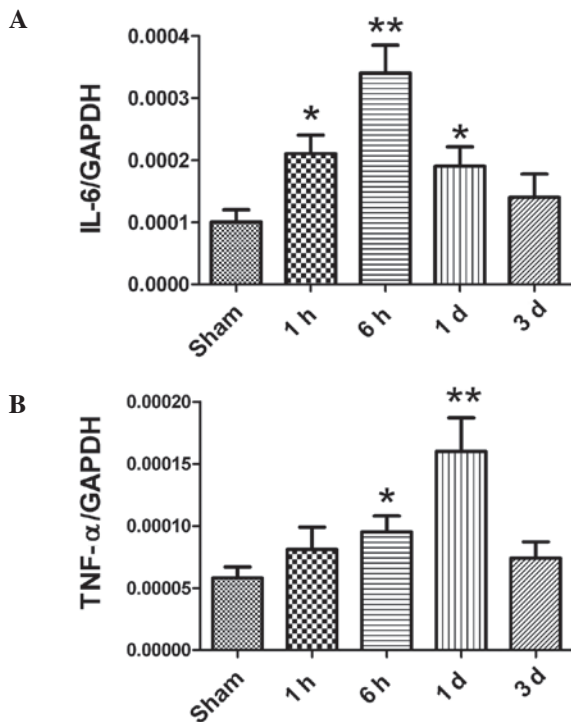 A
IL-6/GAPDH
0.0004
0.0003
0.0002
0.0001
0.0000
* ** *
Sham 1 h 6 h 1 d 3 d
B
TNF-α/GAPDH
0.00020
0.00015
0.00010
0.00005
0.00000
* **
Sham 1 h 6 h 1 d 3 d